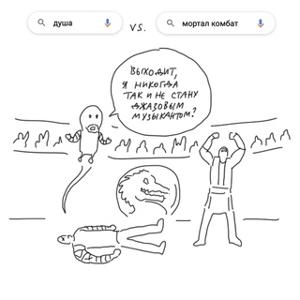 душа
vs.
мортал комбат
ВЫХОДИТ,
Я НИКОГДА
ТАК И НЕ СТАНУ
ДЖАЗОВЫМ
МУЗЫКАНТОМ?